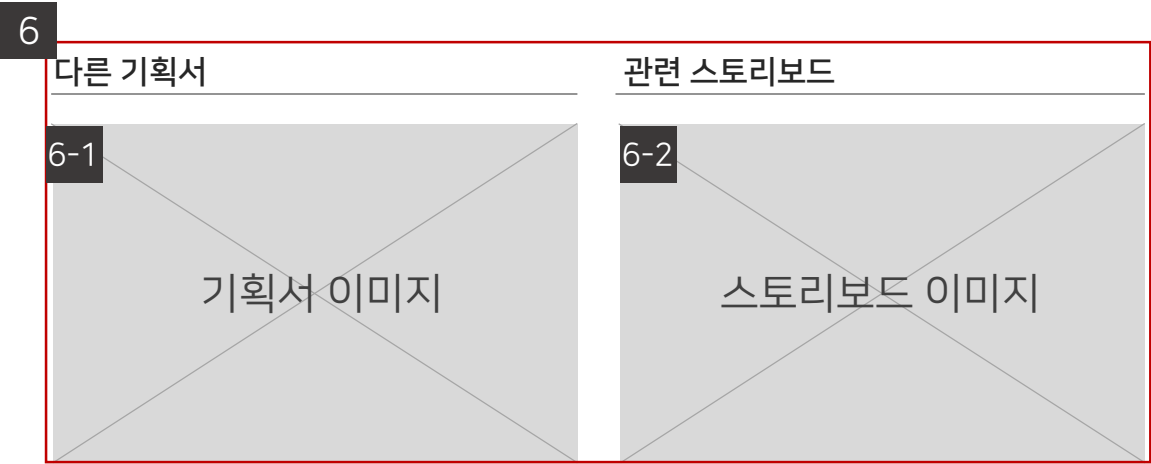 6
다른 기획서
관련 스토리보드
6-1
6-2
기획서 이미지
스토리보드 이미지